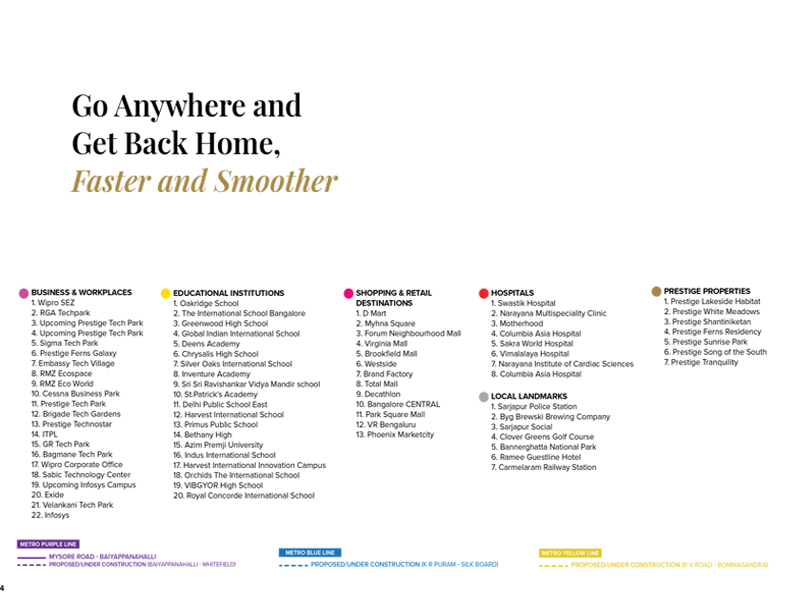 Go Anywhere and
Get Back Home,
Faster and Smoother
BUSINESS & WORKPLACES
1. Wipro SEZ
2. RGA Techpark
3. Upcoming Prestige Tech Park
4. Upcoming Prestige Tech Park
5. Sigma Tech Park
6. Prestige Ferns Galaxy
7. Embassy Tech Village
8. RMZ Ecospace
9. RMZ Eco World
10. Cessna Business Park
11. Prestige Tech Park
12. Brigade Tech Gardens
13. Prestige Technostar
14. ITPL
15. GR Tech Park
16. Bagmane Tech Park
17. Wipro Corporate Office
18. Sabic Technology Center
19. Upcoming Infosys Campus
20. Exide
21. Velankani Tech Park
22. Infosys
EDUCATIONAL INSTITUTIONS
1. Oakridge School
2. The International School Bangalore
3. Greenwood High School
4. Global Indian International School
5. Deens Academy
6. Chrysalis High School
7. Silver Oaks International School
8. Inventure Academy
9. Sri Sri Ravishankar Vidya Mandir school
10. St.Patrick's Academy
11. Delhi Public School East
12. Harvest International School
13. Primus Public School
14. Bethany High
15. Azim Premji University
16. Indus International School
17. Harvest International Innovation Campus
18. Orchids The International School
19. VIBGYOR High School
20. Royal Concorde International School
SHOPPING & RETAIL
DESTINATIONS
1. D Mart
2. Myhna Square
3. Forum Neighbourhood Mall
4. Virginia Mall
5. Brookfield Mall
6. Westside
7. Brand Factory
8. Total Mall
9. Decathlon
10. Bangalore CENTRAL
11. Park Square Mall
12. VR Bengaluru
13. Phoenix Marketcity
HOSPITALS
1. Swastik Hospital
2. Narayana Multispeciality Clinic
3. Motherhood
4. Columbia Asia Hospital
5. Sakra World Hospital
6. Vimalalaya Hospital
7. Narayana Institute of Cardiac Sciences
8. Columbia Asia Hospital
LOCAL LANDMARKS
1. Sarjapur Police Station
2. Byg Brewski Brewing Company
3. Sarjapur Social
4. Clover Greens Golf Course
5. Bannerghatta National Park
6. Ramee Guestline Hotel
7. Carmelaram Railway Station
PRESTIGE PROPERTIES
1. Prestige Lakeside Habitat
2. Prestige White Meadows
3. Prestige Shantiniketan
4. Prestige Ferns Residency
5. Prestige Sunrise Park
6. Prestige Song of the South
7. Prestige Tranquility
METRO PURPLE LINE
MYSORE ROAD - BAIYAPPANAHALLI
PROPOSED/UNDER CONSTRUCTION (BAIYAPPANAHALLI - WHITEFIELD)
METRO BLUE LINE
PROPOSED/UNDER CONSTRUCTION (K R PURAM - SILK BOARD)
METRO YELLOW LINE
PROPOSED/UNDER CONSTRUCTION (R V ROAD - BOMMASANDRA)
4